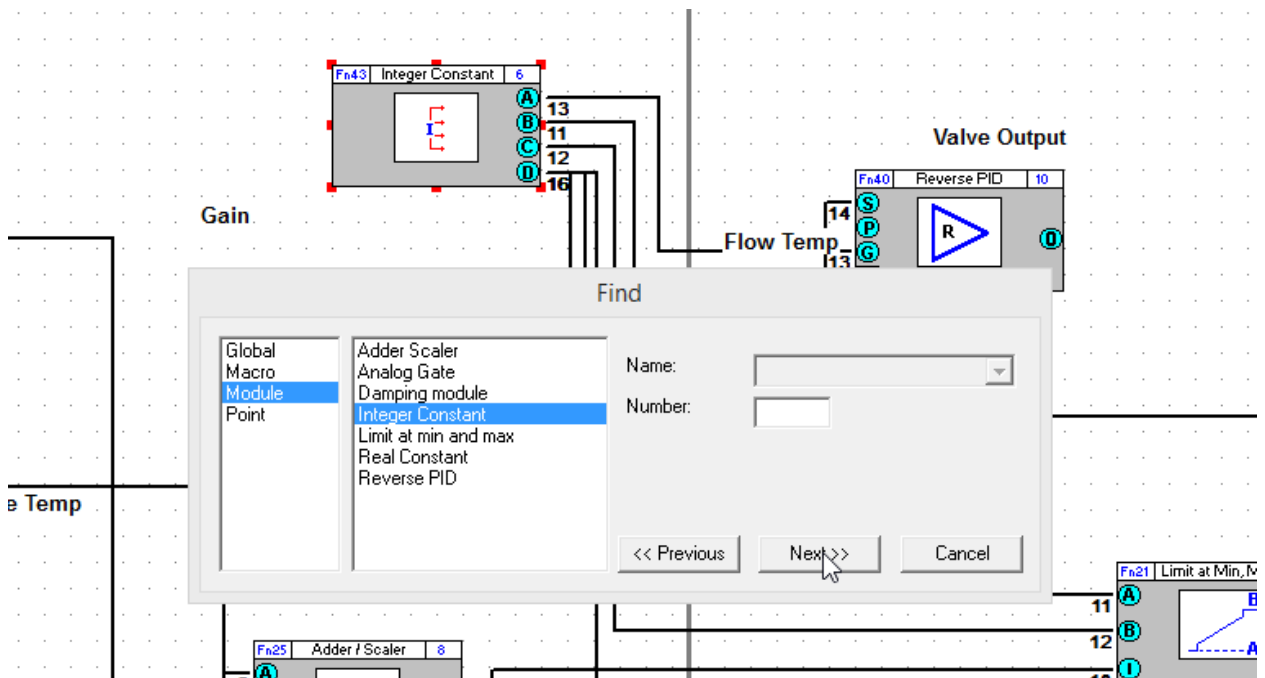 Fn43 Integer Constant 6
A
13
B
11
C
12
D
16
I
Valve Output
Fn40 Reverse PID 10
S
14
P
G
13
R
O
Gain
Flow Temp
Find
Global
Macro
Module
Point
Adder Scaler
Analog Gate
Damping module
Integer Constant
Limit at min and max
Real Constant
Reverse PID
Name:
Number:
<< Previous
Next >>
Cancel
e Temp
Fn21 Limit at Min, M
11
A
B
12
B
A
I
Fn25 Adder / Scaler 8
A